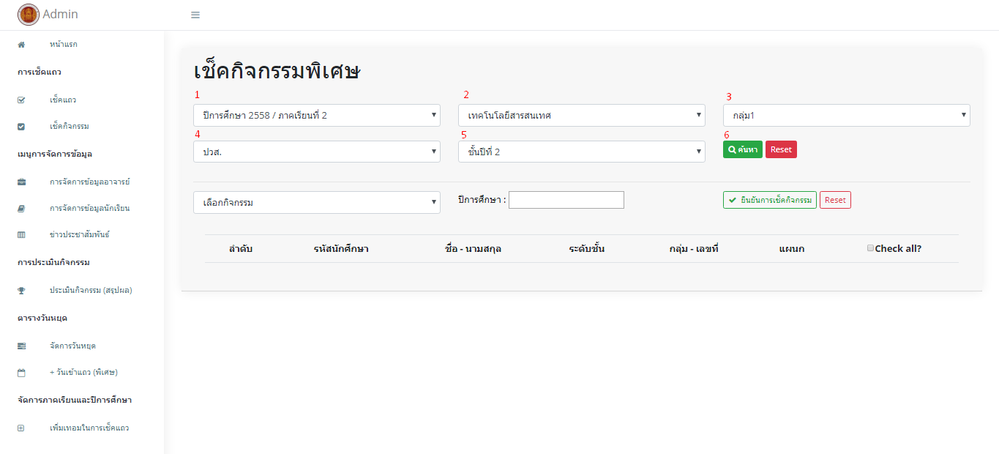 Admin
หน้าแรก
การเช็คแถว
เช็คแถว
เช็คกิจกรรม
เมนูการจัดการข้อมูล
การจัดการข้อมูลอาจารย์
การจัดการข้อมูลนักเรียน
ข่าวประชาสัมพันธ์
การประเมินกิจกรรม
ประเมินกิจกรรม (สรุปผล)
ตารางวันหยุด
จัดการวันหยุด
+ วันเข้าแถว (พิเศษ)
จัดการภาคเรียนและปีการศึกษา
เพิ่มเทอมในการเช็คแถว
เช็คกิจกรรมพิเศษ
1 2 3
ปีการศึกษา 2558 / ภาคเรียนที่ 2 เทคโนโลยีสารสนเทศ กลุ่ม1
4 5 6
ปวส. ชั้นปีที่ 2 ค้นหา Reset
เลือกกิจกรรม ปีการศึกษา : ยืนยันการเช็คกิจกรรม Reset
ลำดับ รหัสนักศึกษา ชื่อ - นามสกุล ระดับชั้น กลุ่ม - เลขที่ แผนก Check all?